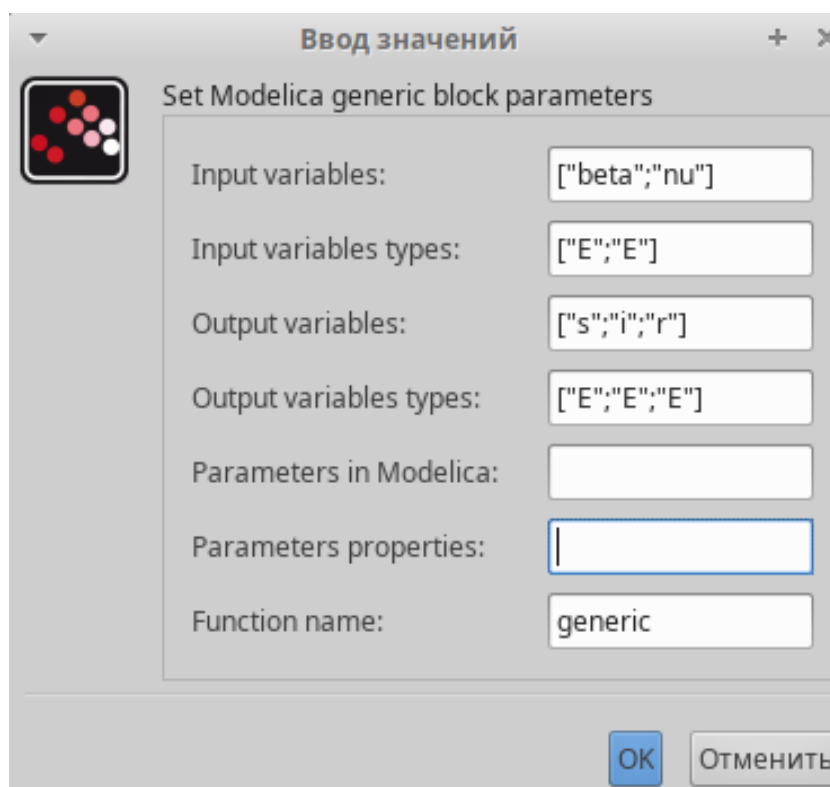 Ввод значений
Set Modelica generic block parameters
Input variables: ["beta";"nu"]
Input variables types: ["E";"E"]
Output variables: ["s";"i";"r"]
Output variables types: ["E";"E";"E"]
Parameters in Modelica:
Parameters properties:
Function name: generic
OK Отменить